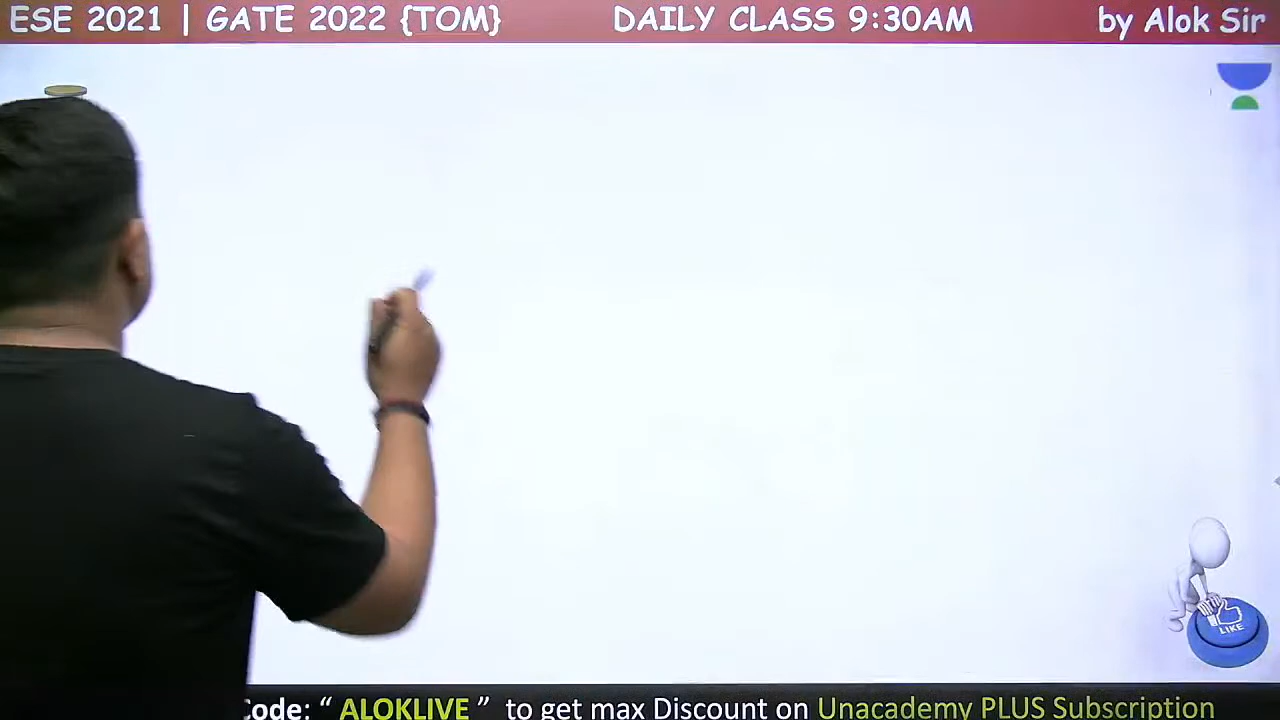 ESE 2021 | GATE 2022 {TOM} DAILY CLASS 9:30AM by Alok Sir
LIKE
Code: “ ALOKLIVE ” to get max Discount on Unacademy PLUS Subscription